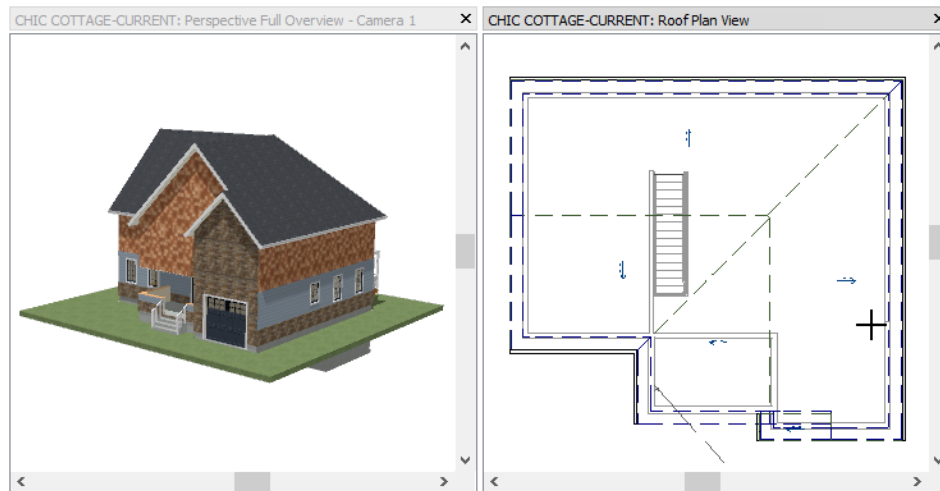 CHIC COTTAGE-CURRENT: Perspective Full Overview - Camera 1
CHIC COTTAGE-CURRENT: Roof Plan View